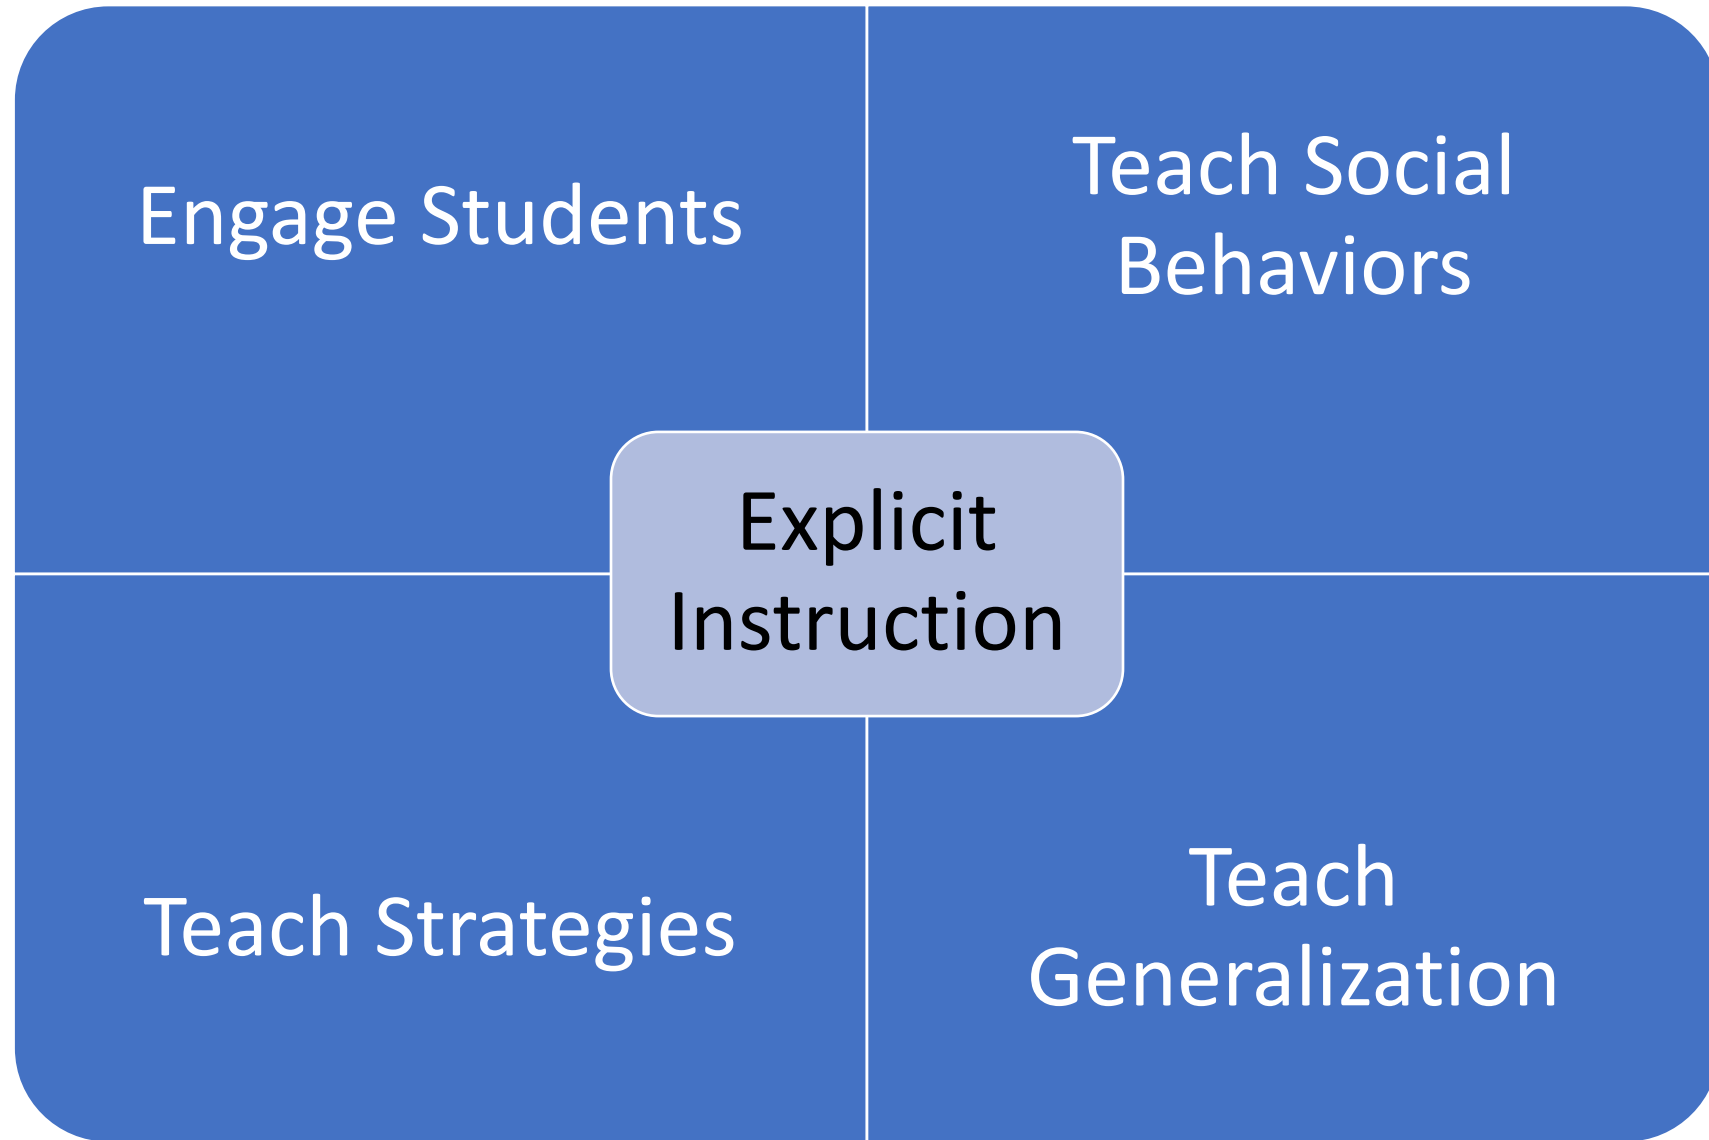 Engage Students
Teach Social
Behaviors
Explicit
Instruction
Teach Strategies
Teach
Generalization